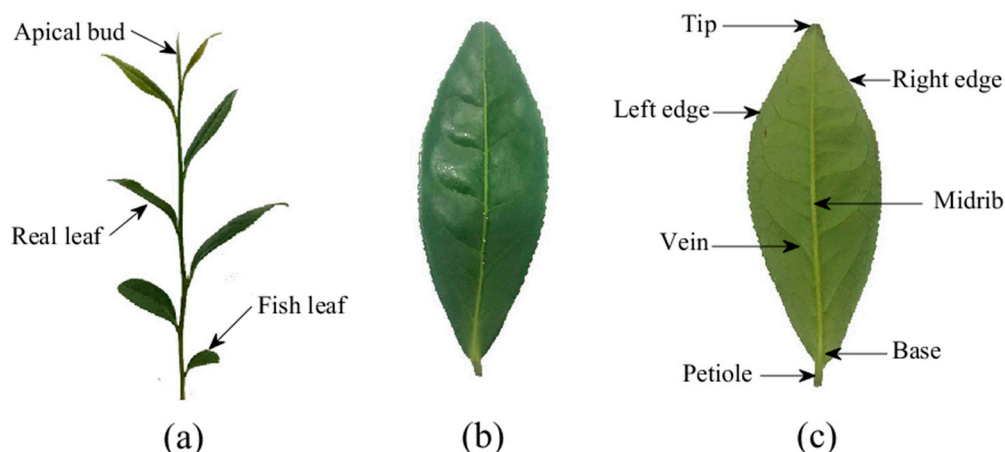 Apical bud
Real leaf
Fish leaf
(a)
(b)
Tip
Right edge
Left edge
Midrib
Vein
Base
Petiole
(c)